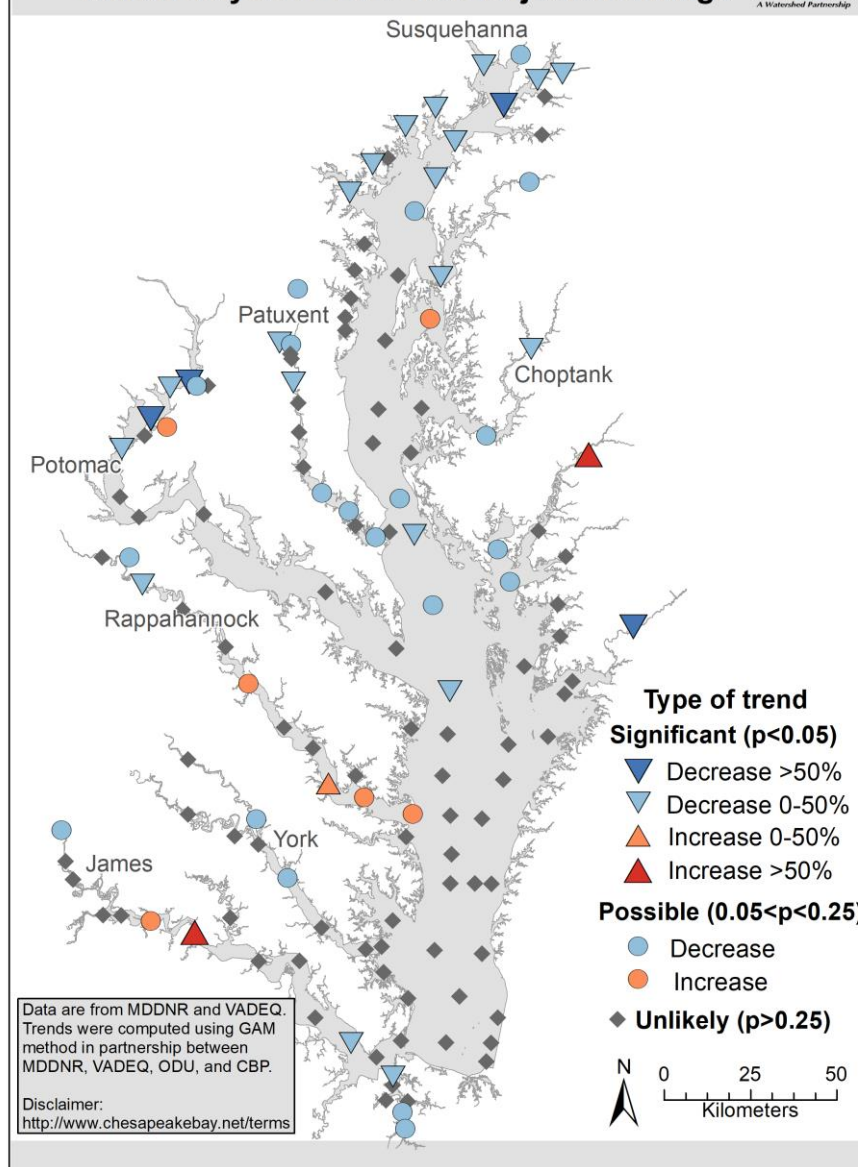 A Watershed Partnership
Susquehanna
Patuxent
Choptank
Potomac
Rappahannock
York
James
Type of trend
Significant (p<0.05)
Decrease >50%
Decrease 0-50%
Increase 0-50%
Increase >50%
Possible (0.05<p<0.25)
Decrease
Increase
Unlikely (p>0.25)
N
0 25 50
Kilometers
Data are from MDDNR and VADEQ.
Trends were computed using GAM
method in partnership between
MDDNR, VADEQ, ODU, and CBP.
Disclaimer:
http://www.chesapeakebay.net/terms